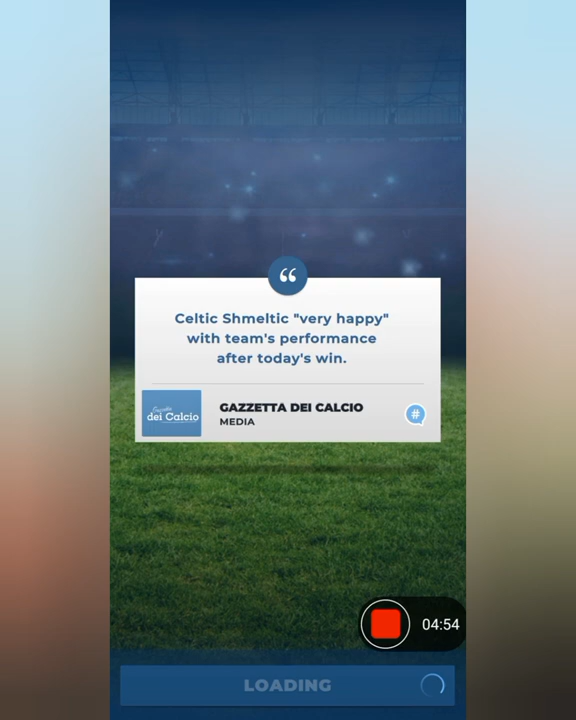 “
Celtic Shmeltic "very happy"
with team's performance
after today's win.
Gazzetta
dei Calcio
GAZZETTA DEI CALCIO
MEDIA
#
04:54
LOADING